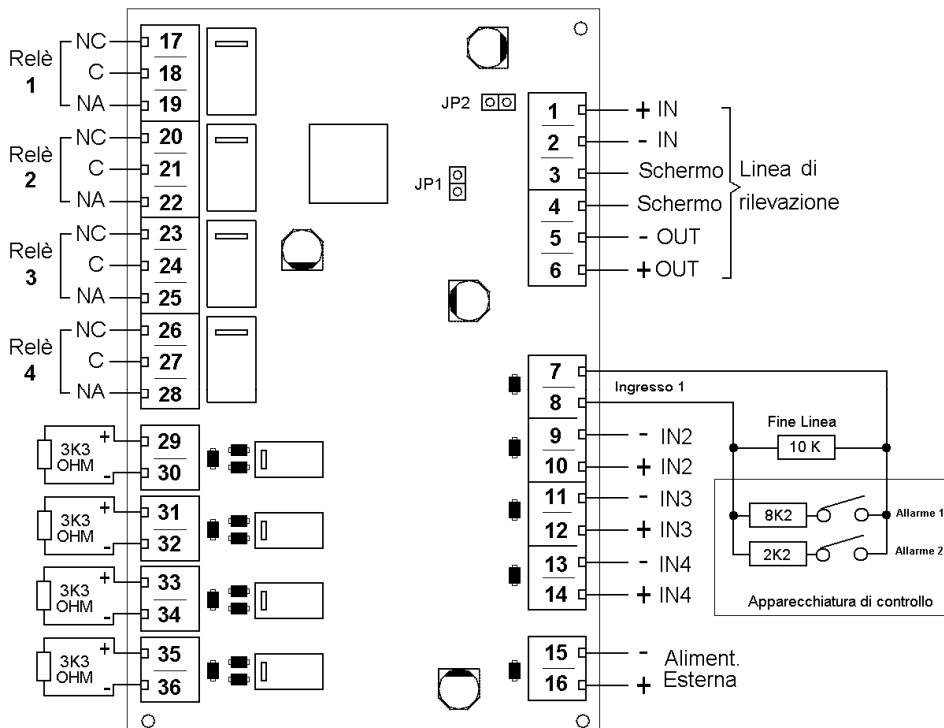 Relè
1
NC
C
NA
17
18
19
Relè
2
NC
C
NA
20
21
22
Relè
3
NC
C
NA
23
24
25
Relè
4
NC
C
NA
26
27
28
3K3
OHM
+
-
29
30
3K3
OHM
+
-
31
32
3K3
OHM
+
-
33
34
3K3
OHM
+
-
35
36
JP2
JP1
1 + IN
2 - IN
3 Schermo
4 Schermo
5 - OUT
6 + OUT
Linea di
rilevazione
7
8
Ingresso 1
9 - IN2
10 + IN2
11 - IN3
12 + IN3
13 - IN4
14 + IN4
15 -
16 +
Aliment.
Esterna
Fine Linea
10 K
8K2
Allarme 1
2K2
Allarme 2
Apparecchiatura di controllo